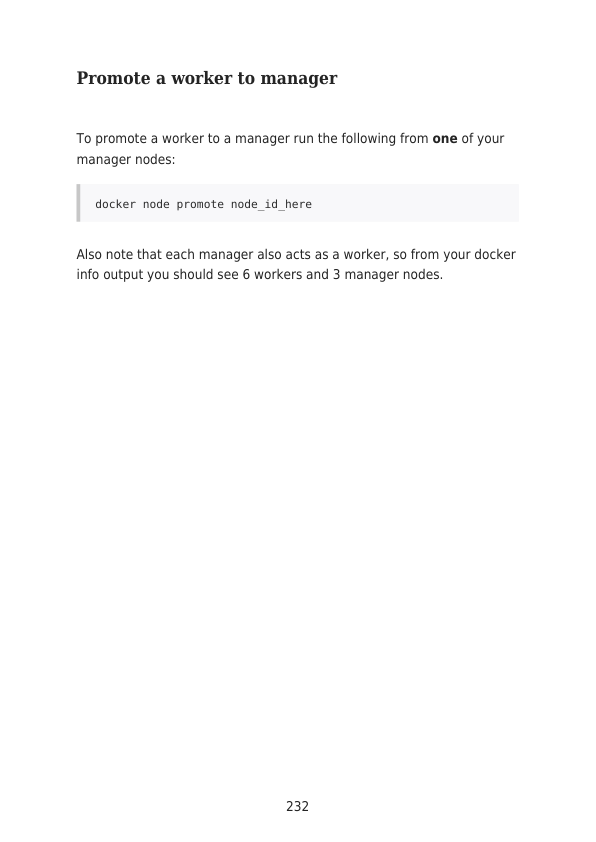 Promote a worker to manager
To promote a worker to a manager run the following from one of your
manager nodes:
docker node promote node_id_here
Also note that each manager also acts as a worker, so from your docker
info output you should see 6 workers and 3 manager nodes.
232